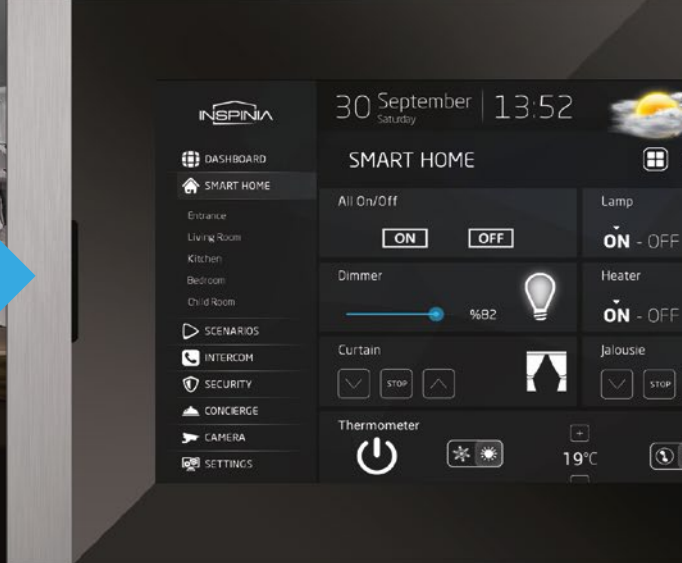 INSPINIA
30 September | 13:52
Saturday
DASHBOARD
SMART HOME
Entrance
Living Room
Kitchen
Bedroom
Child Room
SCENARIOS
INTERCOM
SECURITY
CONCIERGE
CAMERA
SETTINGS
SMART HOME
All On/Off
ON OFF
Lamp
ON - OFF
Dimmer
%82
Heater
ON - OFF
Curtain
STOP
Jalousie
STOP
Thermometer
19°C